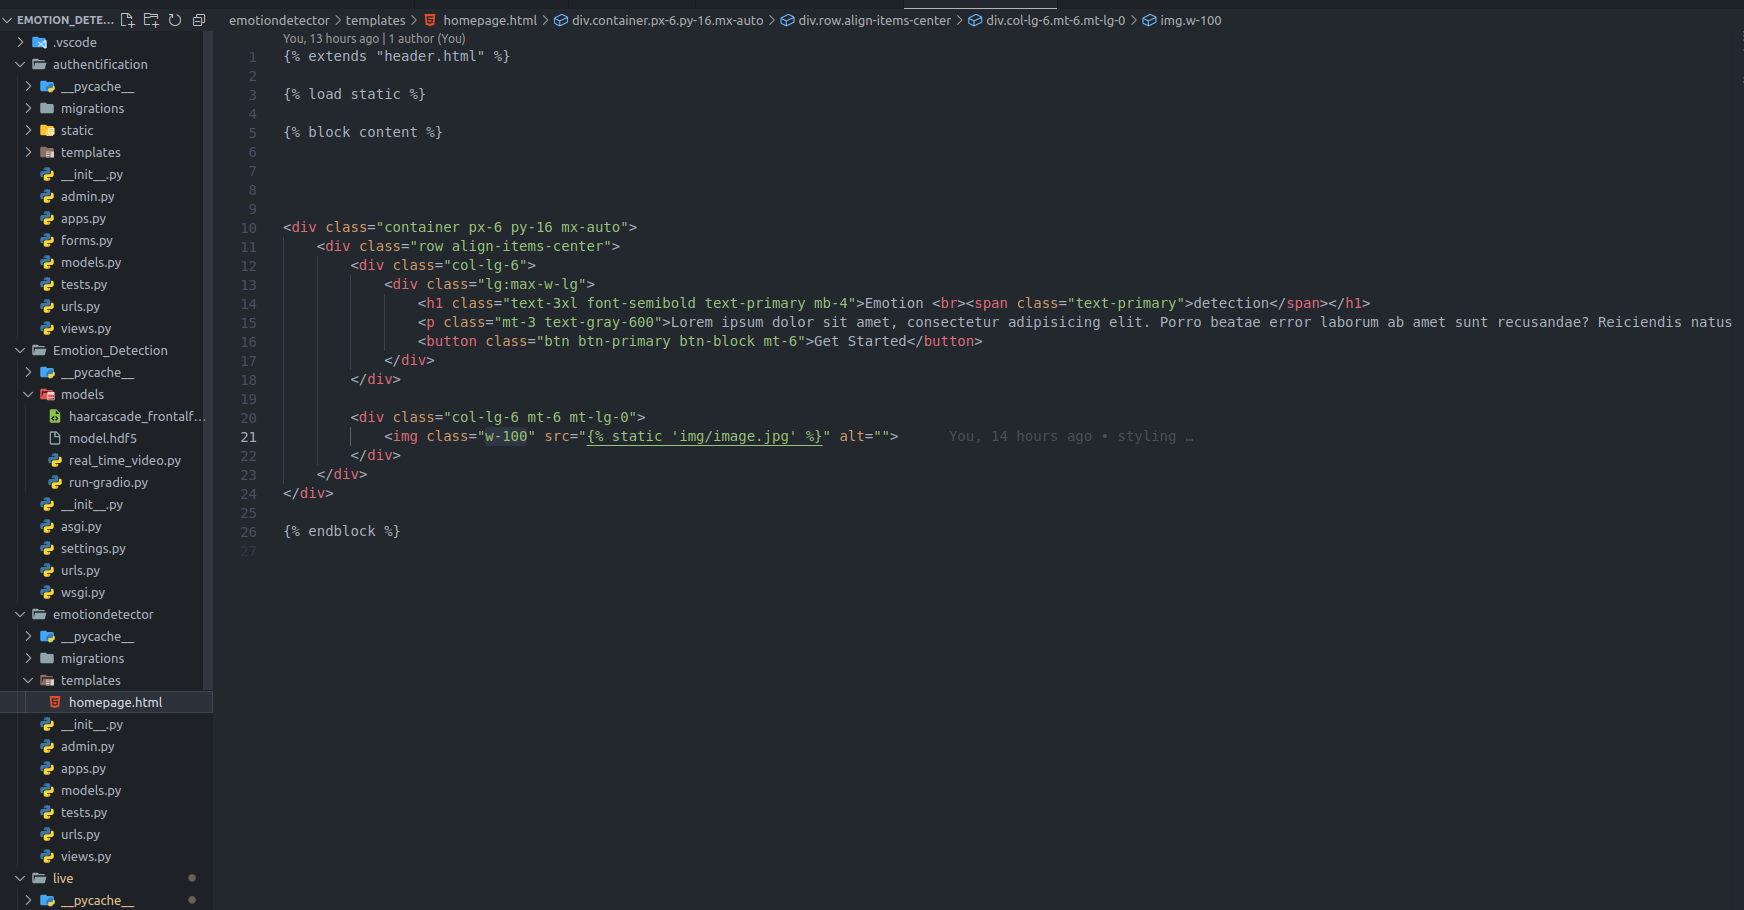 EMOTION_DETE...
.vscode
authentification
__pycache__
migrations
static
templates
__init__.py
admin.py
apps.py
forms.py
models.py
tests.py
urls.py
views.py
Emotion_Detection
__pycache__
models
haarcascade_frontalf...
model.hdf5
real_time_video.py
run-gradio.py
__init__.py
asgi.py
settings.py
urls.py
wsgi.py
emotiondetector
__pycache__
migrations
templates
homepage.html
__init__.py
admin.py
apps.py
models.py
tests.py
urls.py
views.py
live
__pycache__
emotiondetector > templates > homepage.html > div.container.px-6.py-16.mx-auto > div.row.align-items-center > div.col-lg-6.mt-6.mt-lg-0 > img.w-100
You, 13 hours ago | 1 author (You)
1 {% extends "header.html" %}
2
3 {% load static %}
4
5 {% block content %}
6
7
8
9
10 <div class="container px-6 py-16 mx-auto">
11 <div class="row align-items-center">
12 <div class="col-lg-6">
13 <div class="lg:max-w-lg">
14 <h1 class="text-3xl font-semibold text-primary mb-4">Emotion <br><span class="text-primary">detection</span></h1>
15 <p class="mt-3 text-gray-600">Lorem ipsum dolor sit amet, consectetur adipisicing elit. Porro beatae error laborum ab amet sunt recusandae? Reiciendis natus
16 <button class="btn btn-primary btn-block mt-6">Get Started</button>
17 </div>
18 </div>
19
20 <div class="col-lg-6 mt-6 mt-lg-0">
21 <img class="w-100" src="{% static 'img/image.jpg' %}" alt=""> You, 14 hours ago • styling …
22 </div>
23 </div>
24 </div>
25
26 {% endblock %}
27